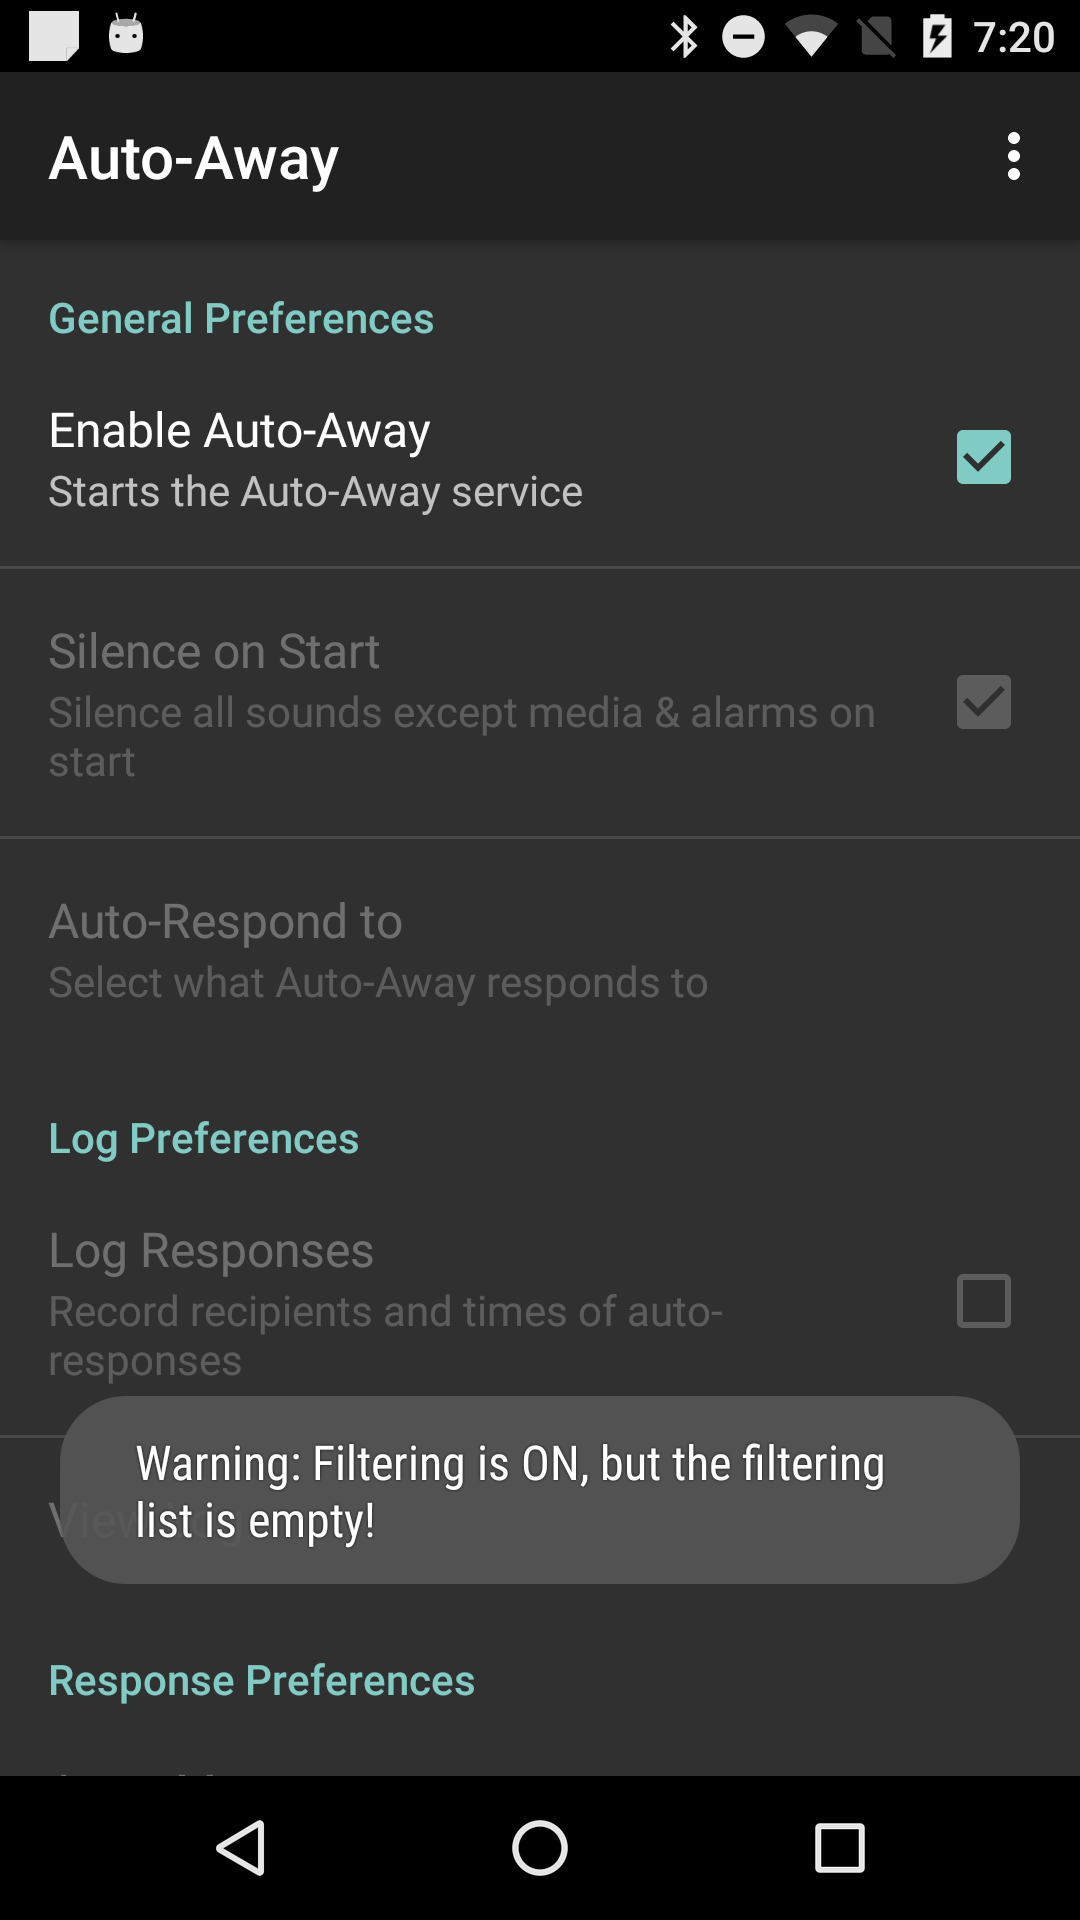 7:20
Auto-Away
General Preferences
Enable Auto-Away
Starts the Auto-Away service
Silence on Start
Silence all sounds except media & alarms on
start
Auto-Respond to
Select what Auto-Away responds to
Log Preferences
Log Responses
Record recipients and times of auto-
responses
Warning: Filtering is ON, but the filtering
list is empty!
Response Preferences